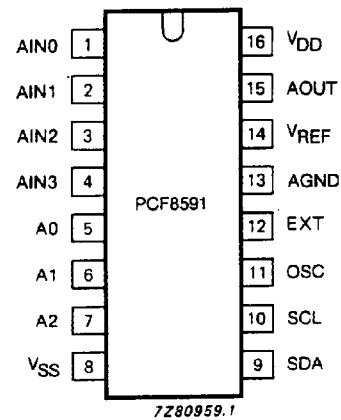 AIN0 1
AIN1 2
AIN2 3
AIN3 4
A0 5
A1 6
A2 7
VSS 8
PCF8591
16 VDD
15 AOUT
14 VREF
13 AGND
12 EXT
11 OSC
10 SCL
9 SDA
7Z80959.1